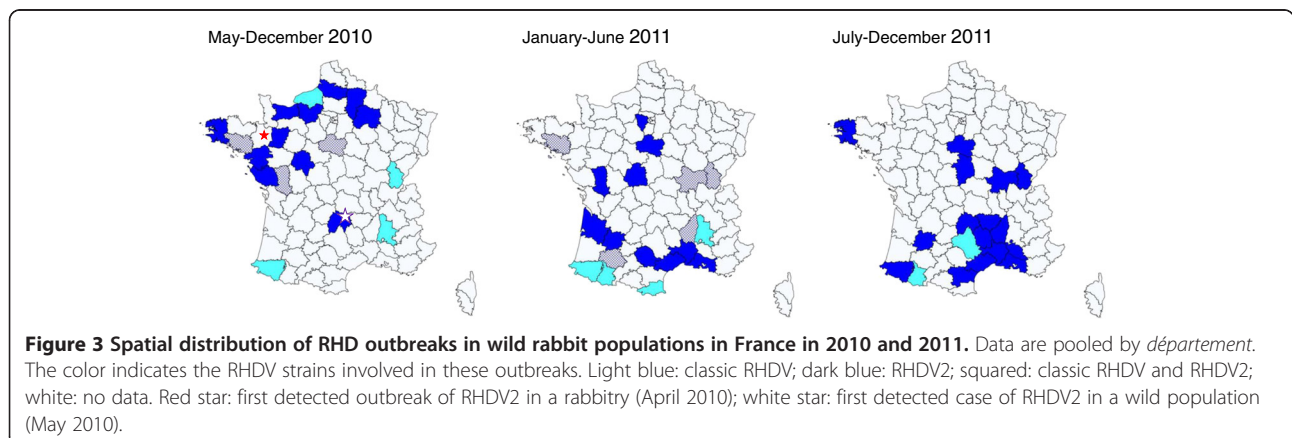 May-December 2010
January-June 2011
July-December 2011
Figure 3 Spatial distribution of RHD outbreaks in wild rabbit populations in France in 2010 and 2011. Data are pooled by département.
The color indicates the RHDV strains involved in these outbreaks. Light blue: classic RHDV; dark blue: RHDV2; squared: classic RHDV and RHDV2;
white: no data. Red star: first detected outbreak of RHDV2 in a rabbitry (April 2010); white star: first detected case of RHDV2 in a wild population
(May 2010).